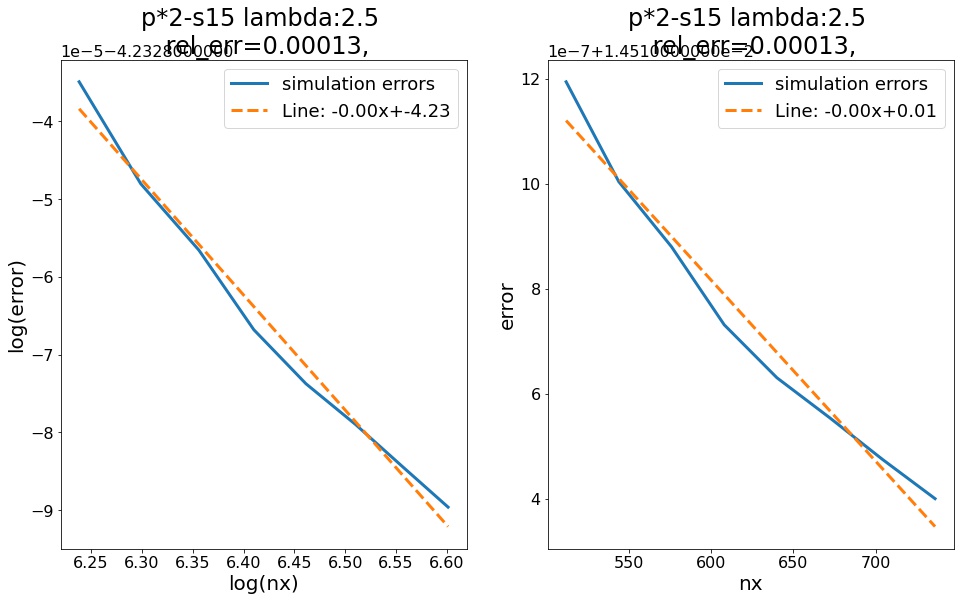 p*2-s15 lambda:2.5
rel_err=0.00013,
1e−5−4.2328000000
simulation errors
Line: -0.00x+-4.23
−4
−5
−6
−7
−8
−9
log(error)
6.25 6.30 6.35 6.40 6.45 6.50 6.55 6.60
log(nx)
p*2-s15 lambda:2.5
rel_err=0.00013,
1e−7+1.4510000000e−2
simulation errors
Line: -0.00x+0.01
12
10
8
6
4
error
550 600 650 700
nx